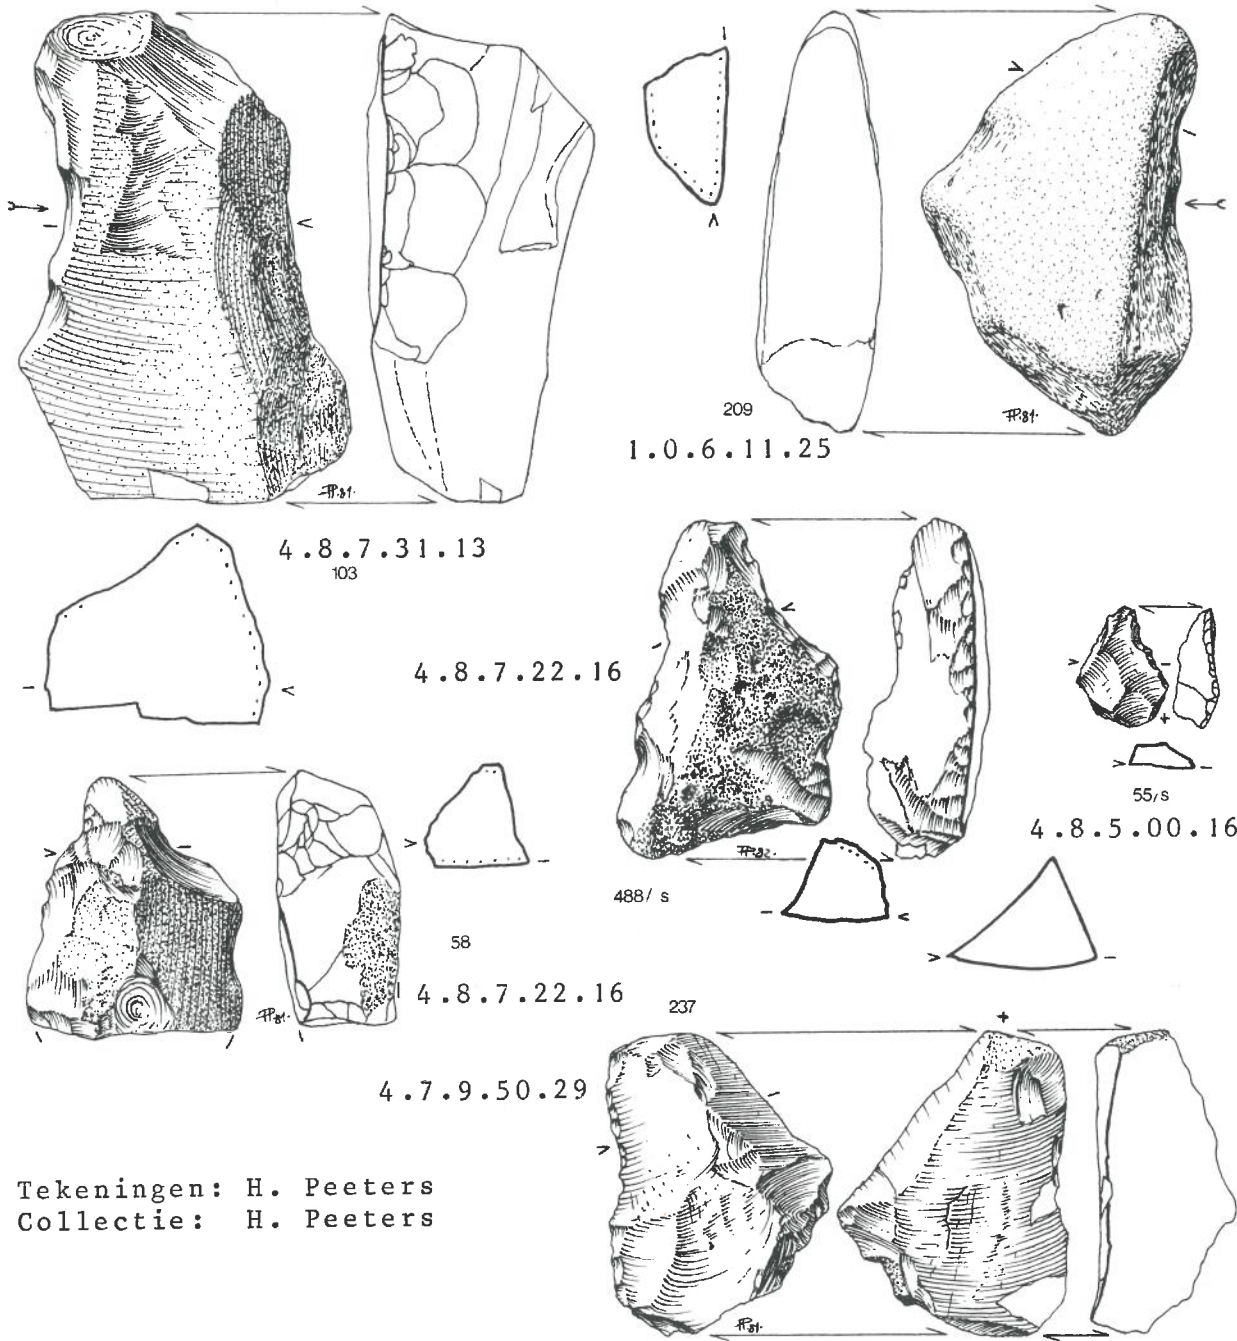 209
1.0.6.11.25
4.8.7.31.13
103
4.8.7.22.16
55/s
4.8.5.00.16
488/ s
58
4.8.7.22.16
237
4.7.9.50.29
Tekeningen: H. Peeters
Collectie: H. Peeters